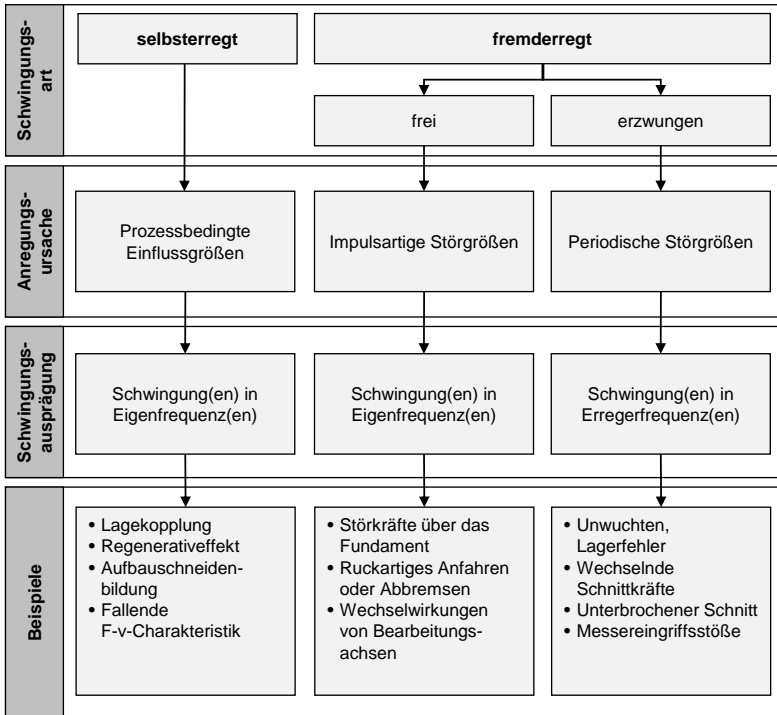 Schwingungs-
art
selbsterregt
fremderregt
frei
erzwungen
Anregungs-
ursache
Prozessbedingte
Einflussgrößen
Impulsartige Störgrößen
Periodische Störgrößen
Schwingungs-
ausprägung
Schwingung(en) in
Eigenfrequenz(en)
Schwingung(en) in
Eigenfrequenz(en)
Schwingung(en) in
Erregerfrequenz(en)
Beispiele
• Lagekopplung
• Regenerativeffekt
• Aufbauschneiden-
bildung
• Fallende
F-v-Charakteristik
• Störkräfte über das
Fundament
• Ruckartiges Anfahren
oder Abbremsen
• Wechselwirkungen
von Bearbeitungs-
achsen
• Unwuchten,
Lagerfehler
• Wechselnde
Schnittkräfte
• Unterbrochener Schnitt
• Messereingriffsstöße